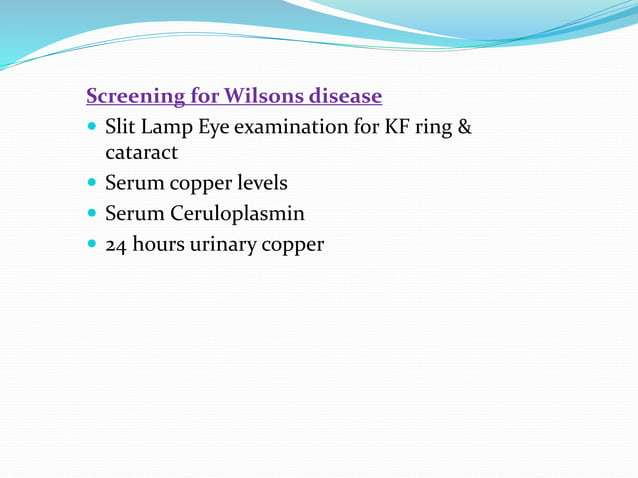 Screening for Wilsons disease
• Slit Lamp Eye examination for KF ring &
cataract
• Serum copper levels
• Serum Ceruloplasmin
• 24 hours urinary copper